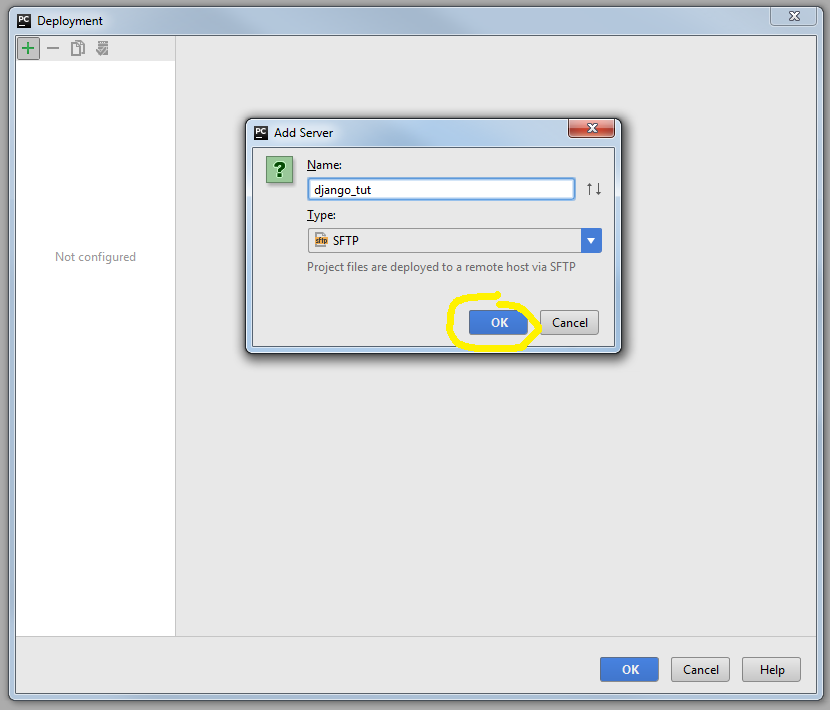 PC Deployment
PC Add Server
?
Name:
django_tut
Type:
sftp SFTP
Project files are deployed to a remote host via SFTP
OK Cancel
Not configured
OK Cancel Help